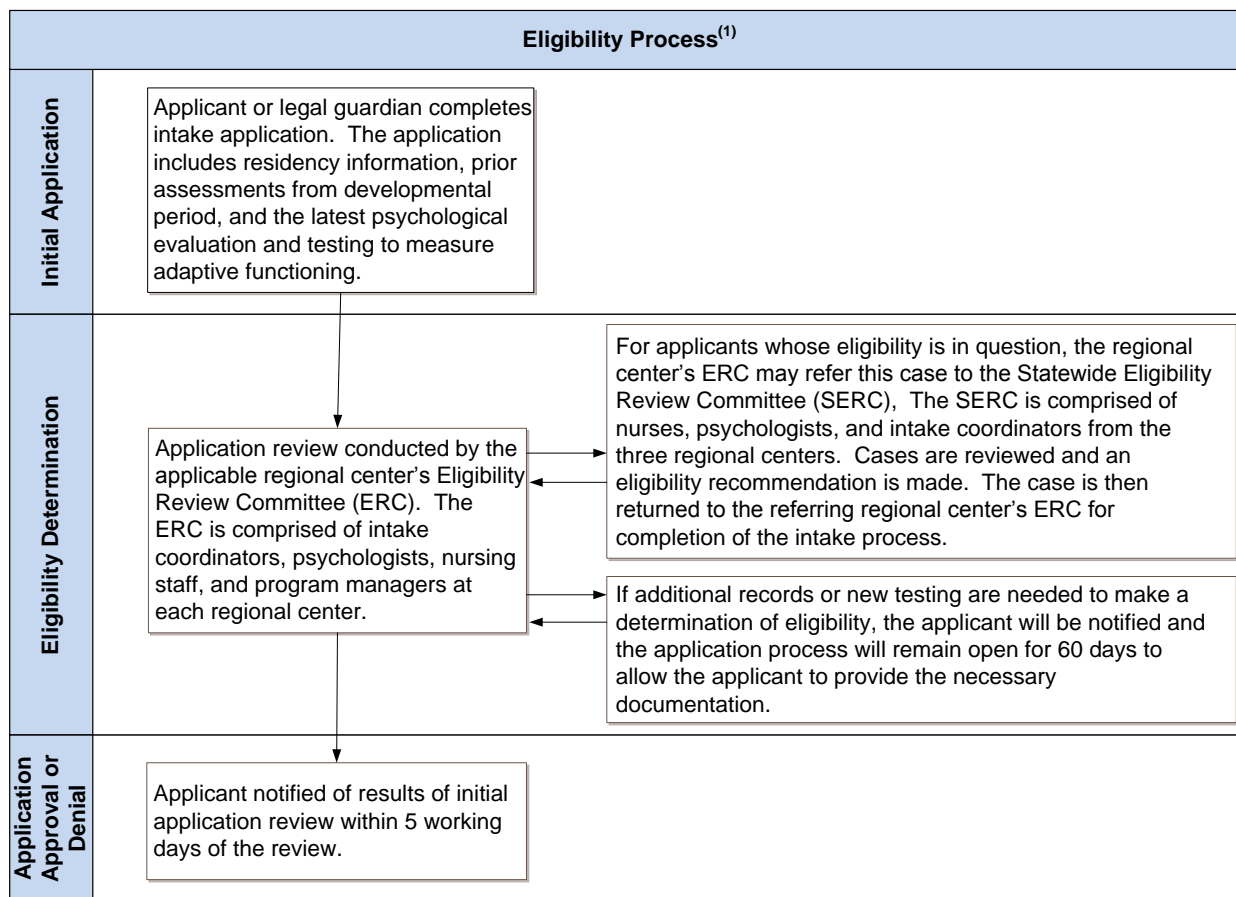 Eligibility Process(1)
Initial Application
Applicant or legal guardian completes
intake application.  The application
includes residency information, prior
assessments from developmental
period, and the latest psychological
evaluation and testing to measure
adaptive functioning.
Eligibility Determination
Application review conducted by the
applicable regional center's Eligibility
Review Committee (ERC).  The
ERC is comprised of intake
coordinators, psychologists, nursing
staff, and program managers at
each regional center.
For applicants whose eligibility is in question, the regional
center's ERC may refer this case to the Statewide Eligibility
Review Committee (SERC),  The SERC is comprised of
nurses, psychologists, and intake coordinators from the
three regional centers.  Cases are reviewed and an
eligibility recommendation is made.  The case is then
returned to the referring regional center's ERC for
completion of the intake process.
If additional records or new testing are needed to make a
determination of eligibility, the applicant will be notified and
the application process will remain open for 60 days to
allow the applicant to provide the necessary
documentation.
Application
Approval or
Denial
Applicant notified of results of initial
application review within 5 working
days of the review.